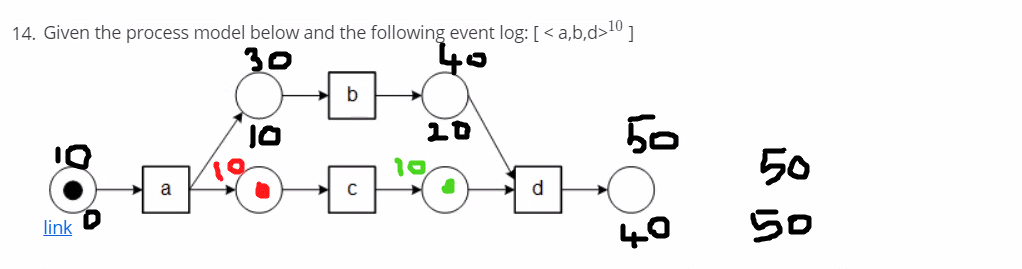 14. Given the process model below and the following event log: [ < a,b,d>10 ]
30 40
b
10 20 50
10 10 10 50
a c d
link 0 40 50